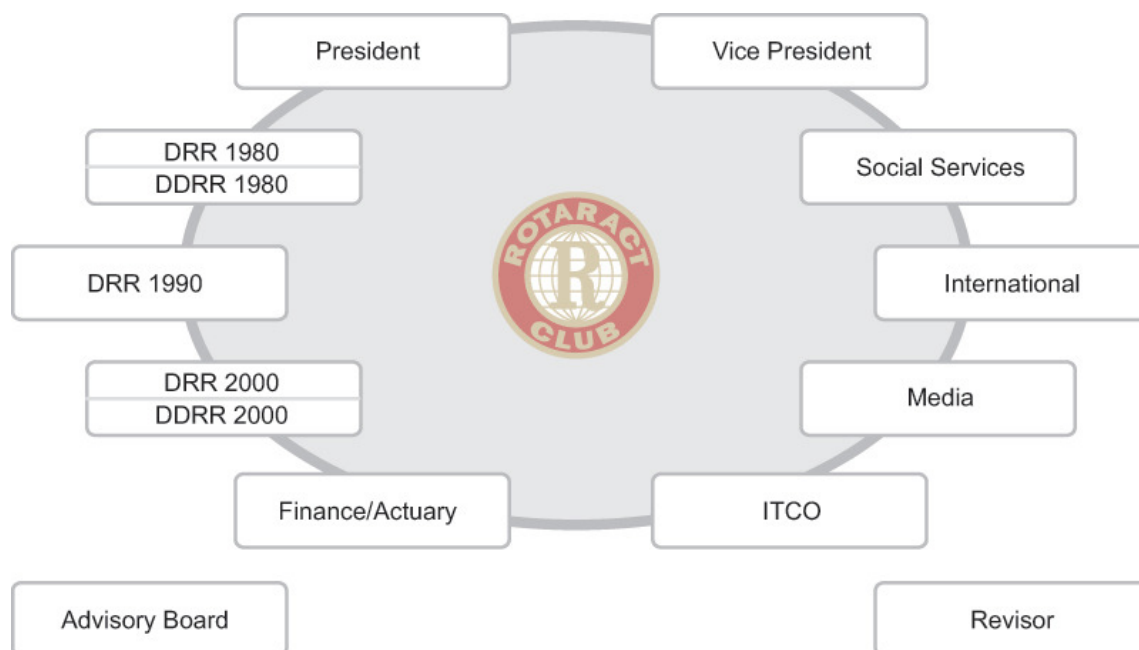 President
Vice President
DRR 1980
DDRR 1980
Social Services
ROTARACT
CLUB
R
DRR 1990
International
DRR 2000
DDRR 2000
Media
Finance/Actuary
ITCO
Advisory Board
Revisor